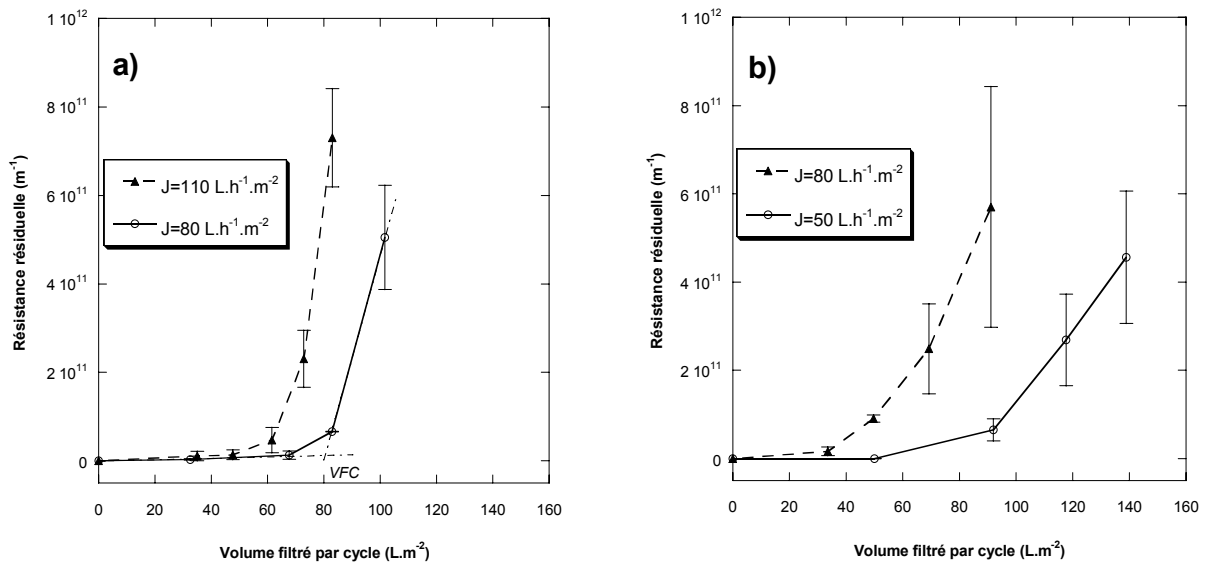 a)
1 10¹²
8 10¹¹
6 10¹¹
4 10¹¹
2 10¹¹
0
Résistance résiduelle (m⁻¹)
J=110 L.h⁻¹.m⁻²
J=80 L.h⁻¹.m⁻²
VFC
0 20 40 60 80 100 120 140 160
Volume filtré par cycle (L.m⁻²)
b)
1 10¹²
8 10¹¹
6 10¹¹
4 10¹¹
2 10¹¹
0
Résistance résiduelle (m⁻¹)
J=80 L.h⁻¹.m⁻²
J=50 L.h⁻¹.m⁻²
0 20 40 60 80 100 120 140 160
Volume filtré par cycle (L.m⁻²)